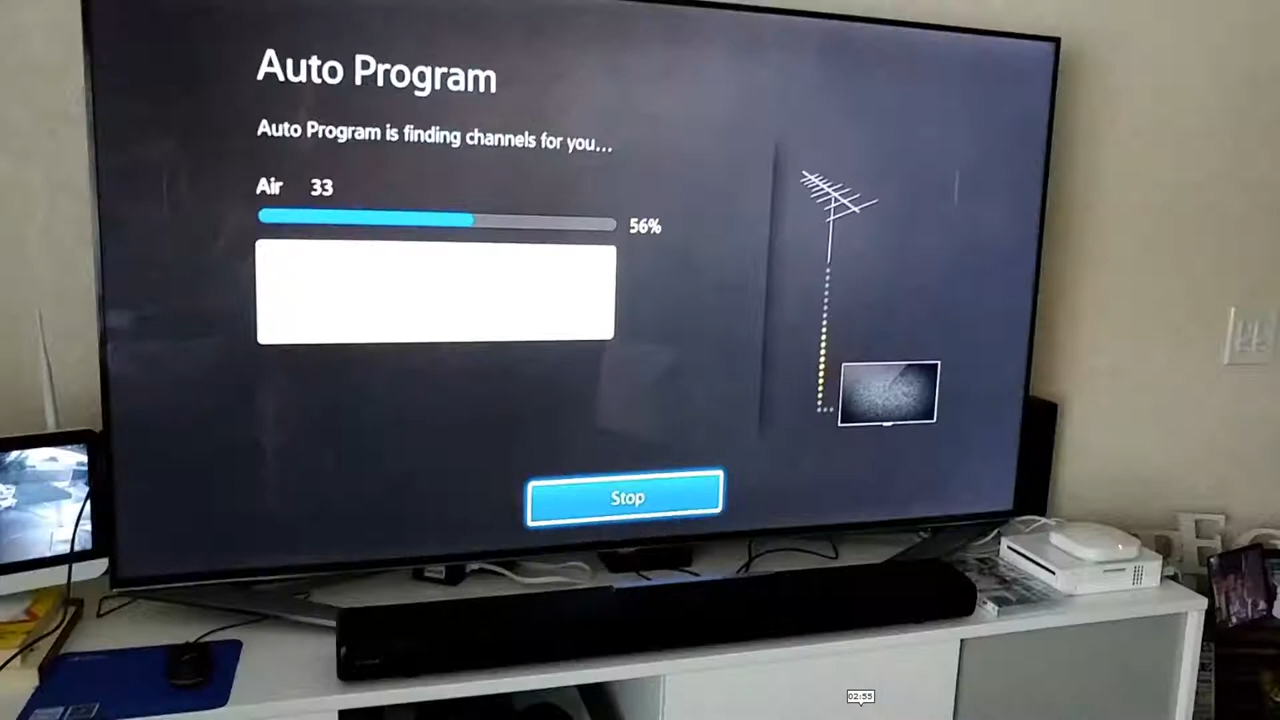 Auto Program
Auto Program is finding channels for you...
Air 33
56%
Stop
02:55